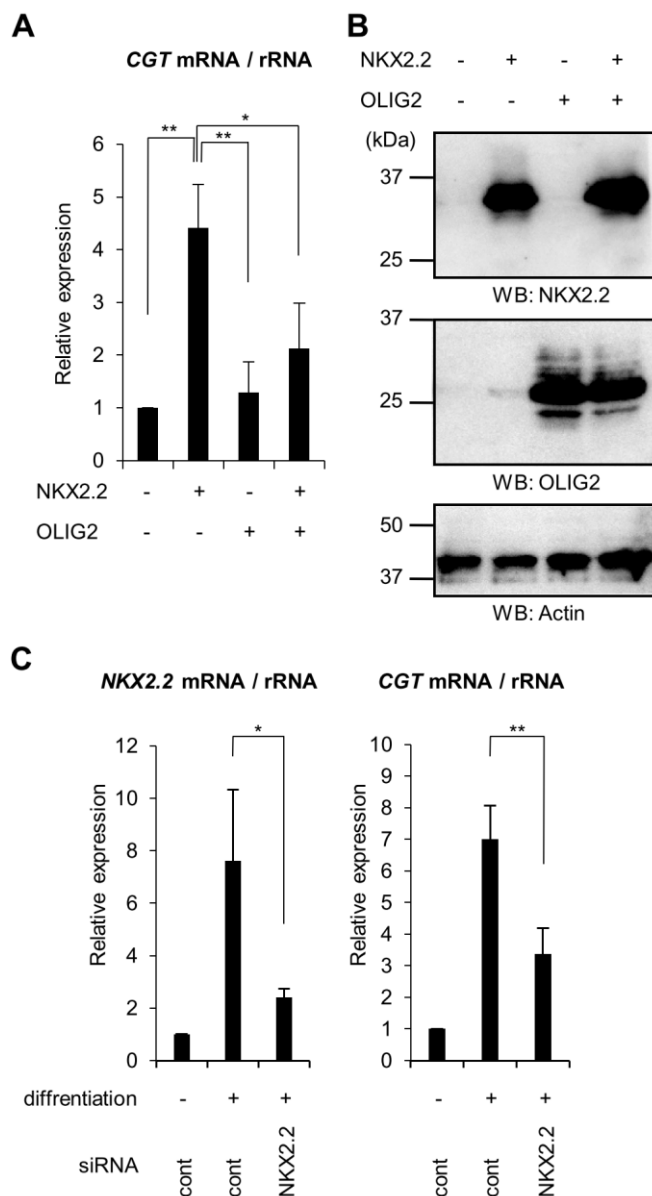 A
CGT mRNA / rRNA
** * **
6
5
4
3
2
1
0
Relative expression
NKX2.2 - + - +
OLIG2 - - + +
B
NKX2.2 - + - +
OLIG2 - - + +
(kDa)
37
25
WB: NKX2.2
37
25
WB: OLIG2
50
37
WB: Actin
C
NKX2.2 mRNA / rRNA
*
12
10
8
6
4
2
0
Relative expression
diffrentiation - + +
siRNA cont cont NKX2.2
CGT mRNA / rRNA
**
10
9
8
7
6
5
4
3
2
1
0
Relative expression
- + +
cont cont NKX2.2